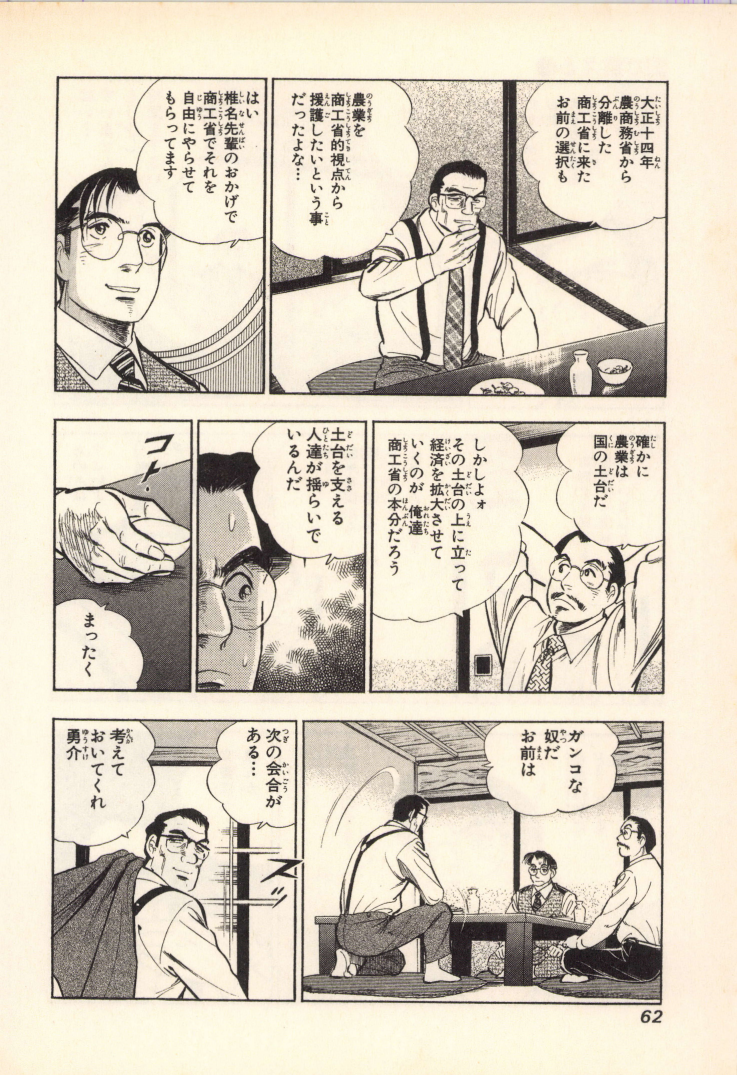 大正十四年
農商務省から
分離した
商工省に来た
お前の選択も
農業を
商工省的視点から
援護したいという事
だったよな…
はい
椎名先輩のおかげで
商工省でそれを
自由にやらせて
もらってます
確かに
農業は
国の土台だ
しかしよォ
その土台の上に立って
経済を拡大させて
いくのが 俺達
商工省の本分だろう
土台を支える
人達が揺らいで
いるんだ
コト
まったく
ガンコな
奴だ
お前は
次の会合が
ある…
考えて
おいてくれ
勇介
ズッ
62